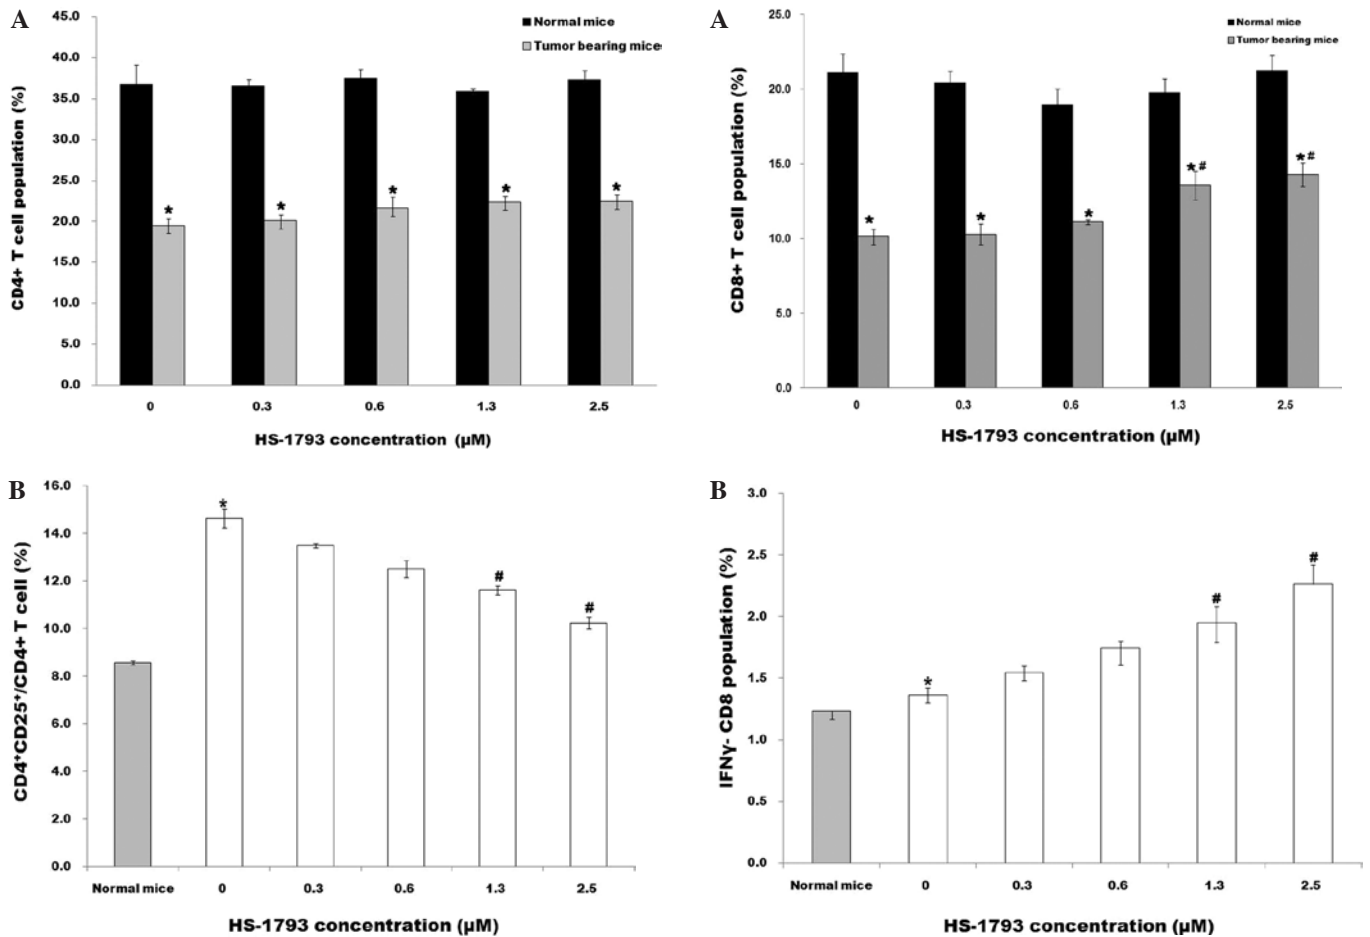 A
Normal mice
Tumor bearing mice
CD4+ T cell population (%)
45.0
40.0
35.0
30.0
25.0
20.0
15.0
10.0
5.0
0.0
* * * * *
0 0.3 0.6 1.3 2.5
HS-1793 concentration (µM)
A
Normal mice
Tumor bearing mice
CD8+ T cell population (%)
25.0
20.0
15.0
10.0
5.0
0.0
* * * *# *#
0 0.3 0.6 1.3 2.5
HS-1793 concentration (µM)
B
CD4⁺CD25⁺/CD4+ T cell (%)
16.0
14.0
12.0
10.0
8.0
6.0
4.0
2.0
0.0
* # #
Normal mice 0 0.3 0.6 1.3 2.5
HS-1793 concentration (µM)
B
IFNγ- CD8 population (%)
3.0
2.5
2.0
1.5
1.0
0.5
0.0
* # #
Normal mice 0 0.3 0.6 1.3 2.5
HS-1793 concentration (µM)